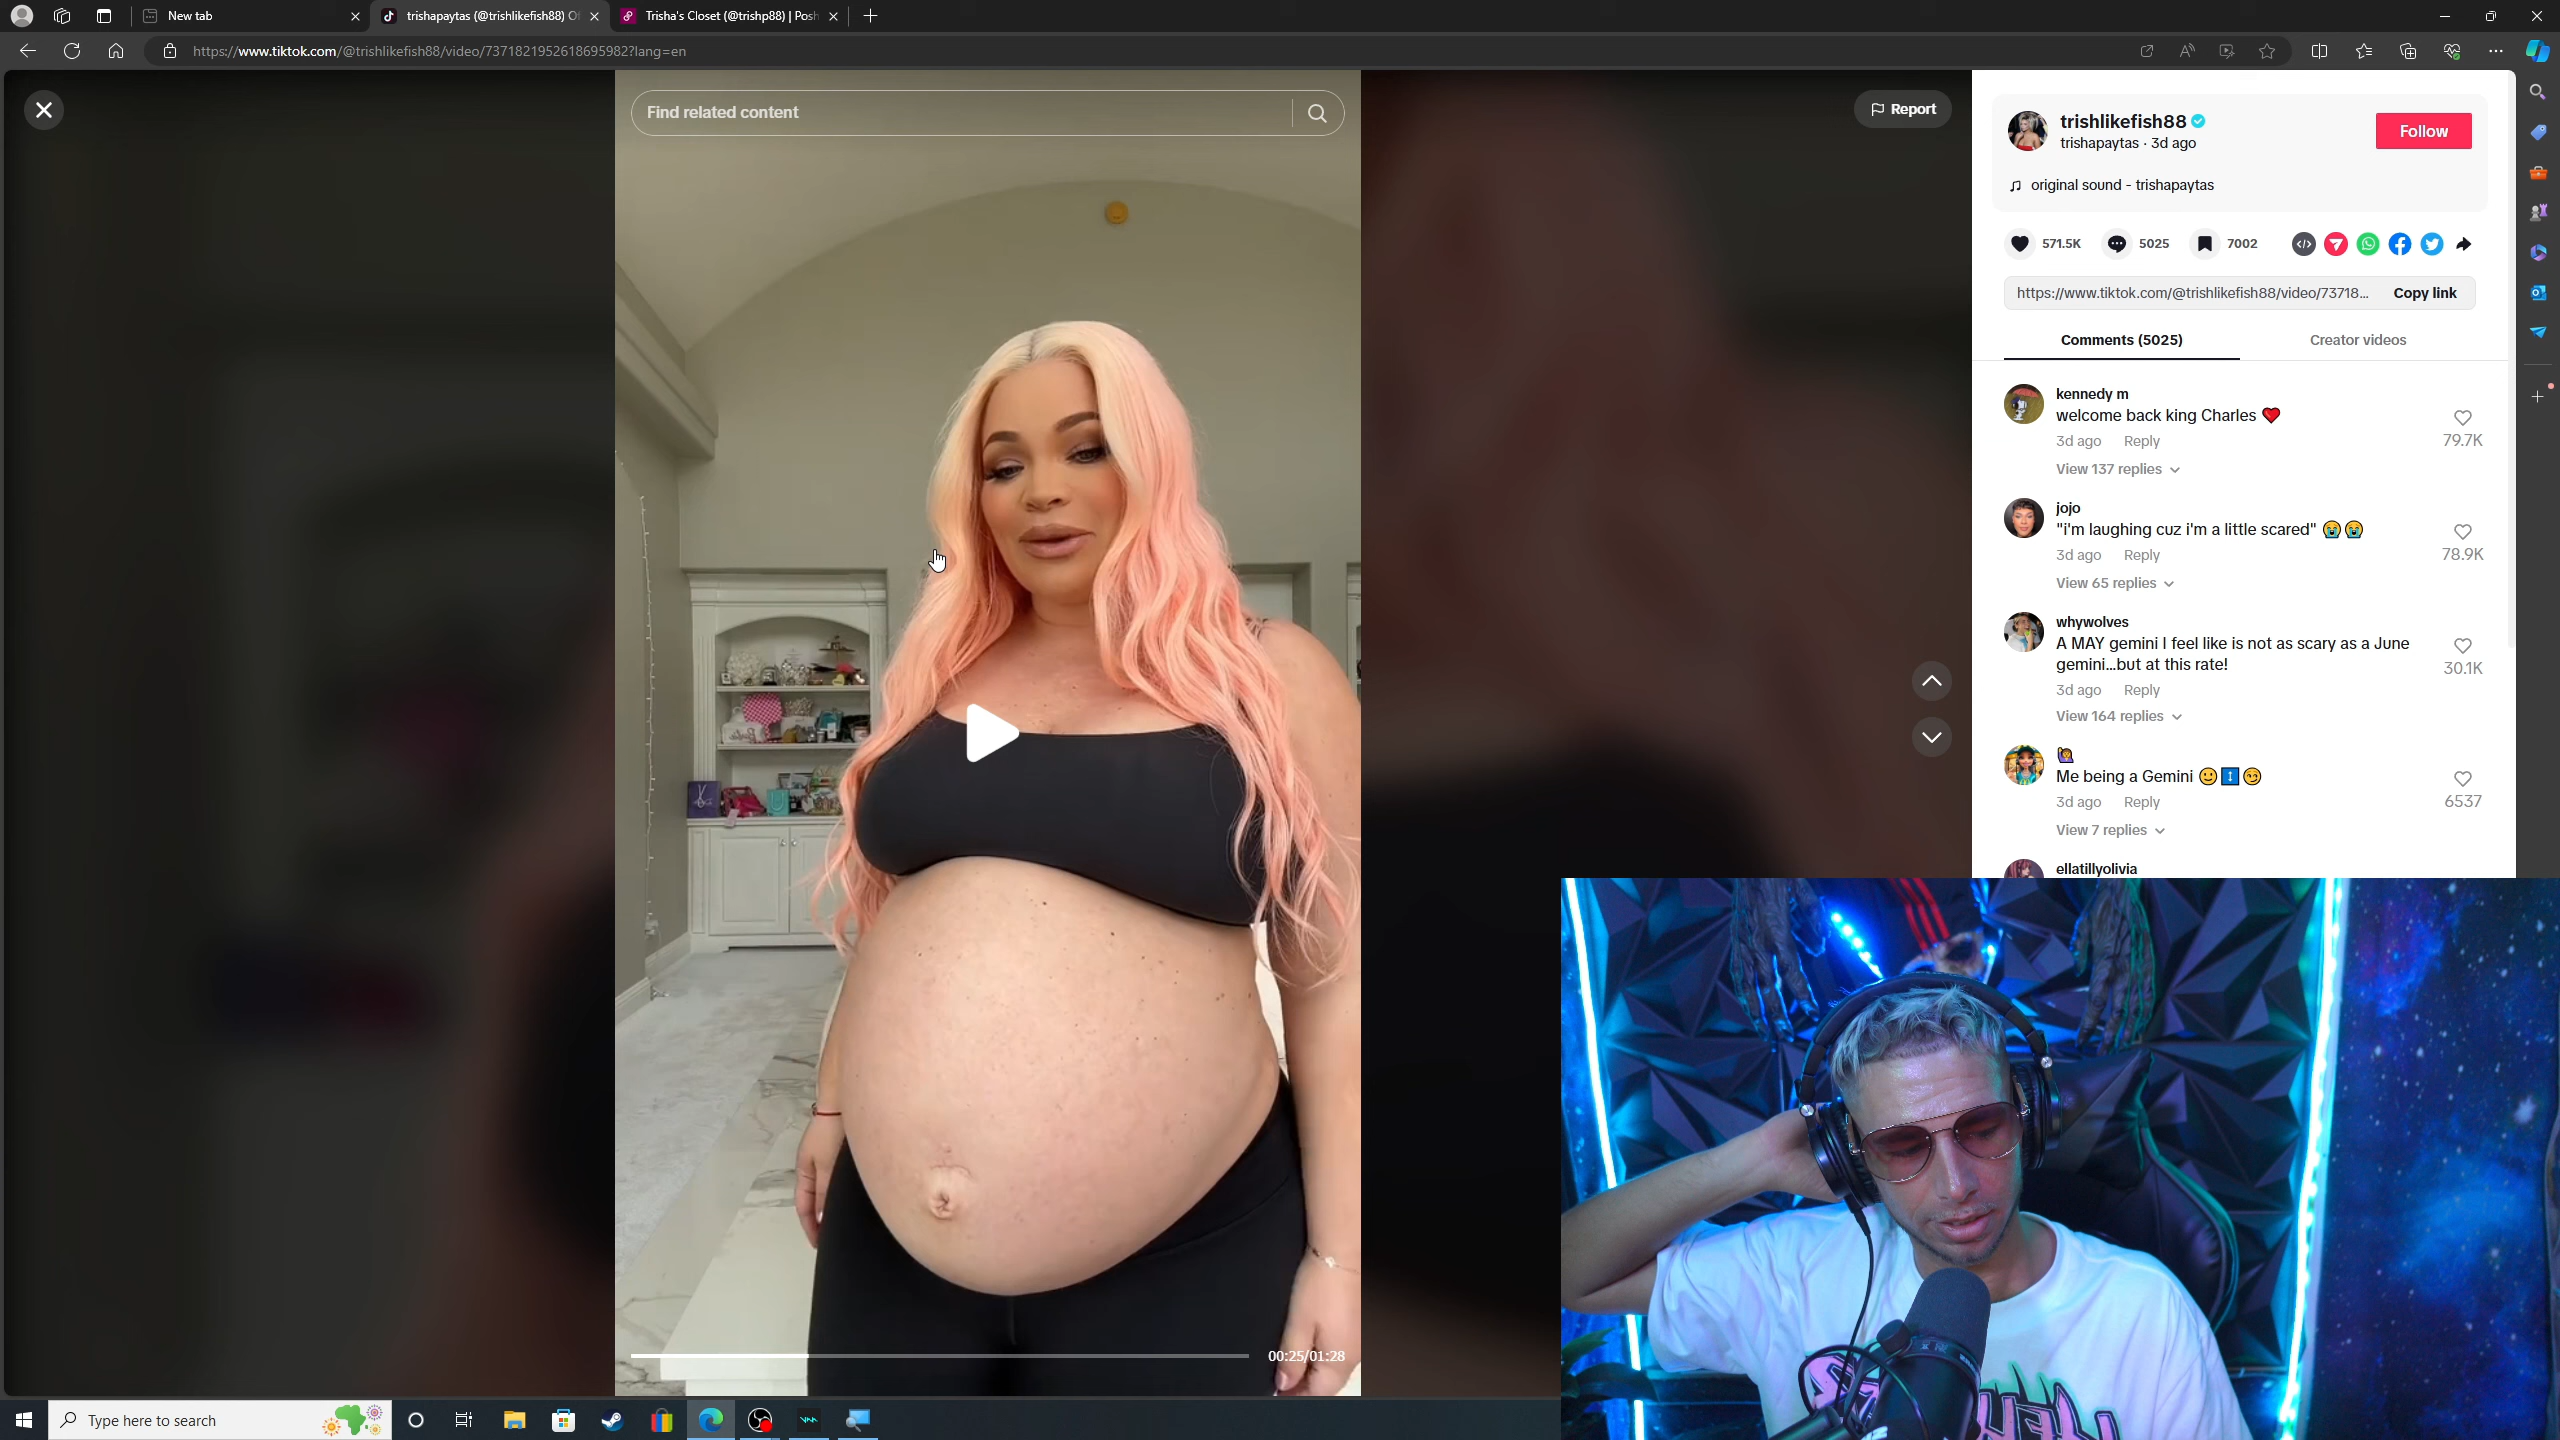 New tab
trishapaytas (@trishlikefish88) Of
Trisha's Closet (@trishp88) | Posh
https://www.tiktok.com/@trishlikefish88/video/7371821952618695982?lang=en
Find related content
Report
trishlikefish88
trishapaytas · 3d ago
Follow
original sound - trishapaytas
571.5K
5025
7002
https://www.tiktok.com/@trishlikefish88/video/73718...
Copy link
Comments (5025)
Creator videos
kennedy m
welcome back king Charles ❤️
79.7K
3d ago Reply
View 137 replies
jojo
"i'm laughing cuz i'm a little scared" 😭😭
78.9K
3d ago Reply
View 65 replies
whywolves
A MAY gemini I feel like is not as scary as a June
gemini...but at this rate!
30.1K
3d ago Reply
View 164 replies
🙋‍♀️
Me being a Gemini 🙂↕️😏
6537
3d ago Reply
View 7 replies
ellatillyolivia
00:25/01:28
Type here to search